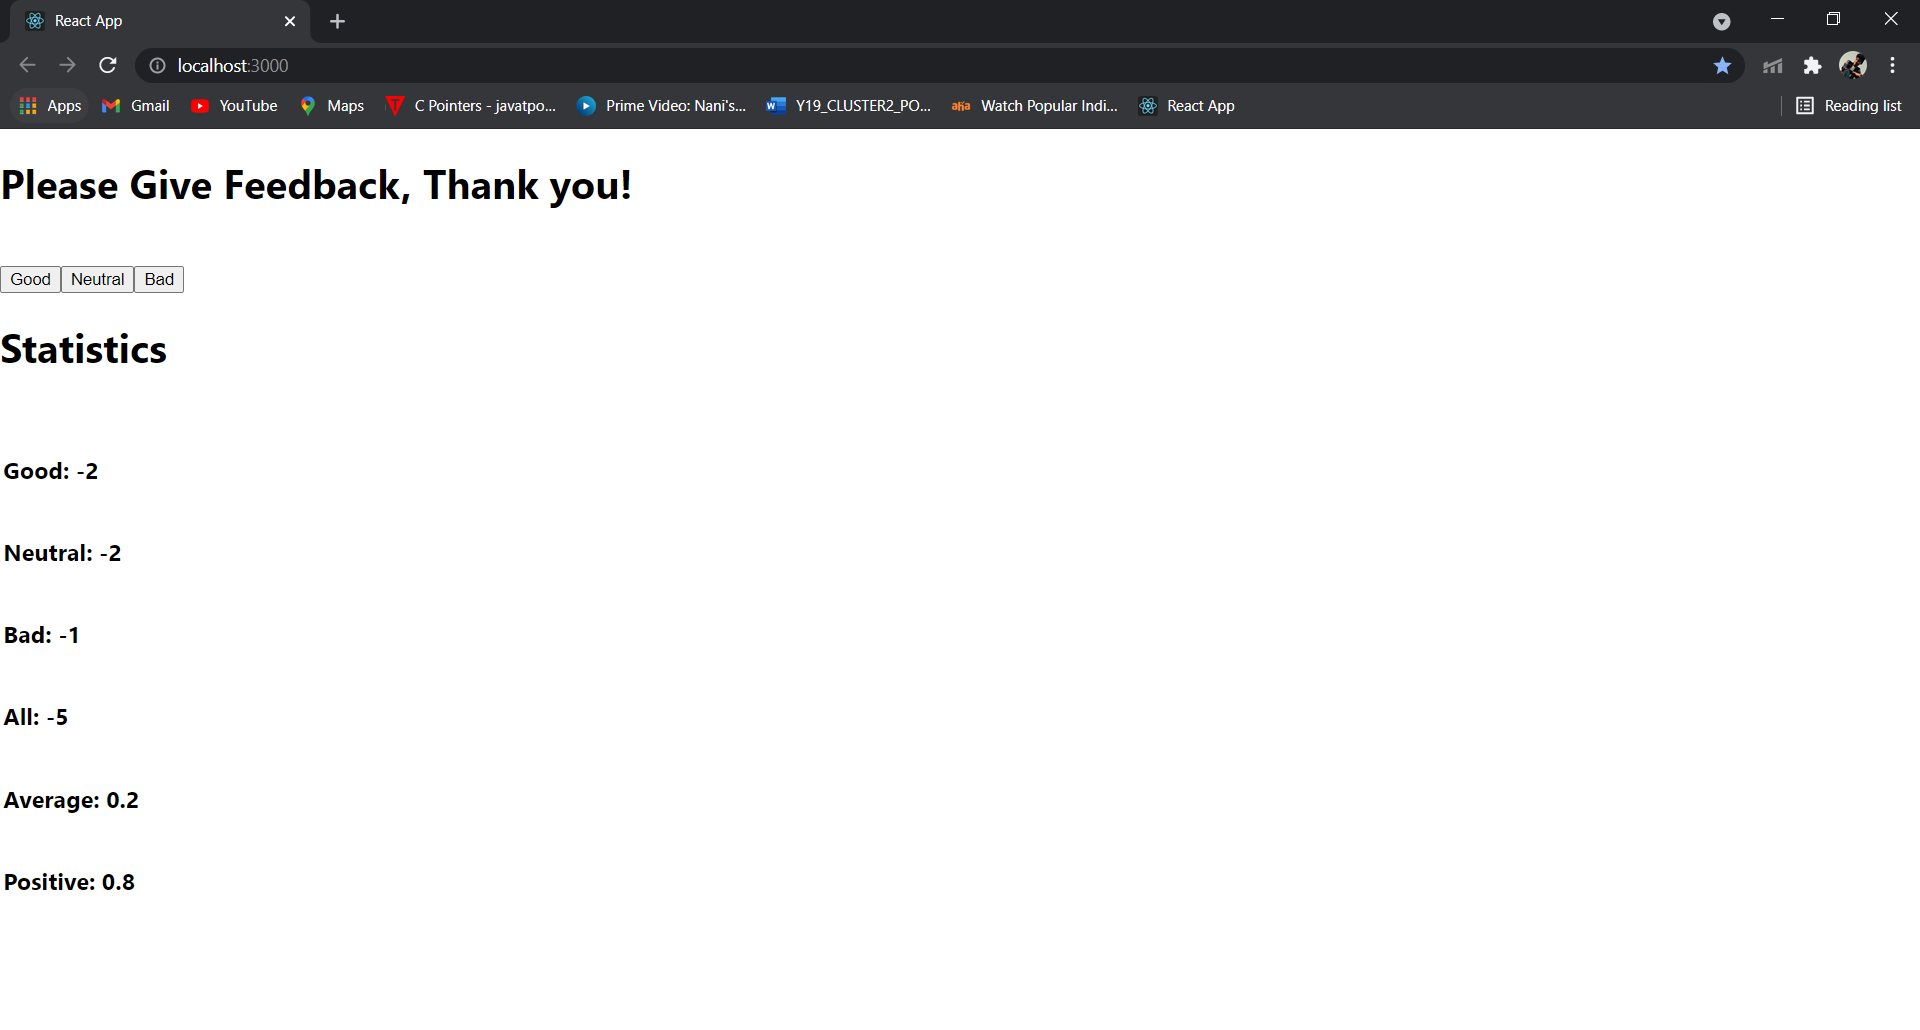 React App
localhost:3000
Apps Gmail YouTube Maps C Pointers - javatpo... Prime Video: Nani's... Y19_CLUSTER2_PO... aha Watch Popular Indi... React App Reading list
Please Give Feedback, Thank you!
Good Neutral Bad
Statistics
Good: -2
Neutral: -2
Bad: -1
All: -5
Average: 0.2
Positive: 0.8